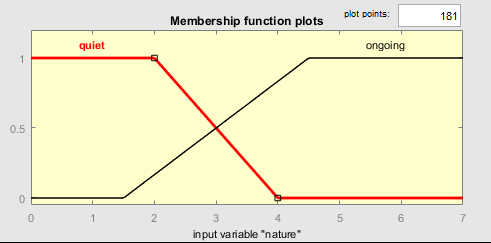 plot points: 181
Membership function plots
quiet ongoing
1
0.5
0
0 1 2 3 4 5 6 7
input variable "nature"